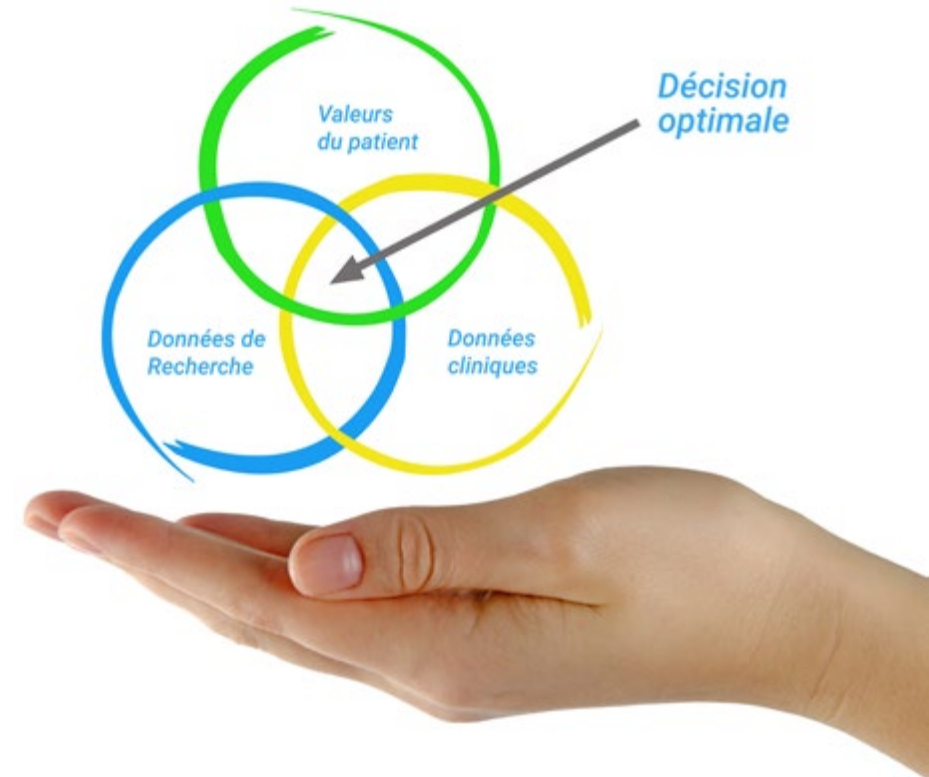 Valeurs
du patient
Décision
optimale
Données de
Recherche
Données
cliniques